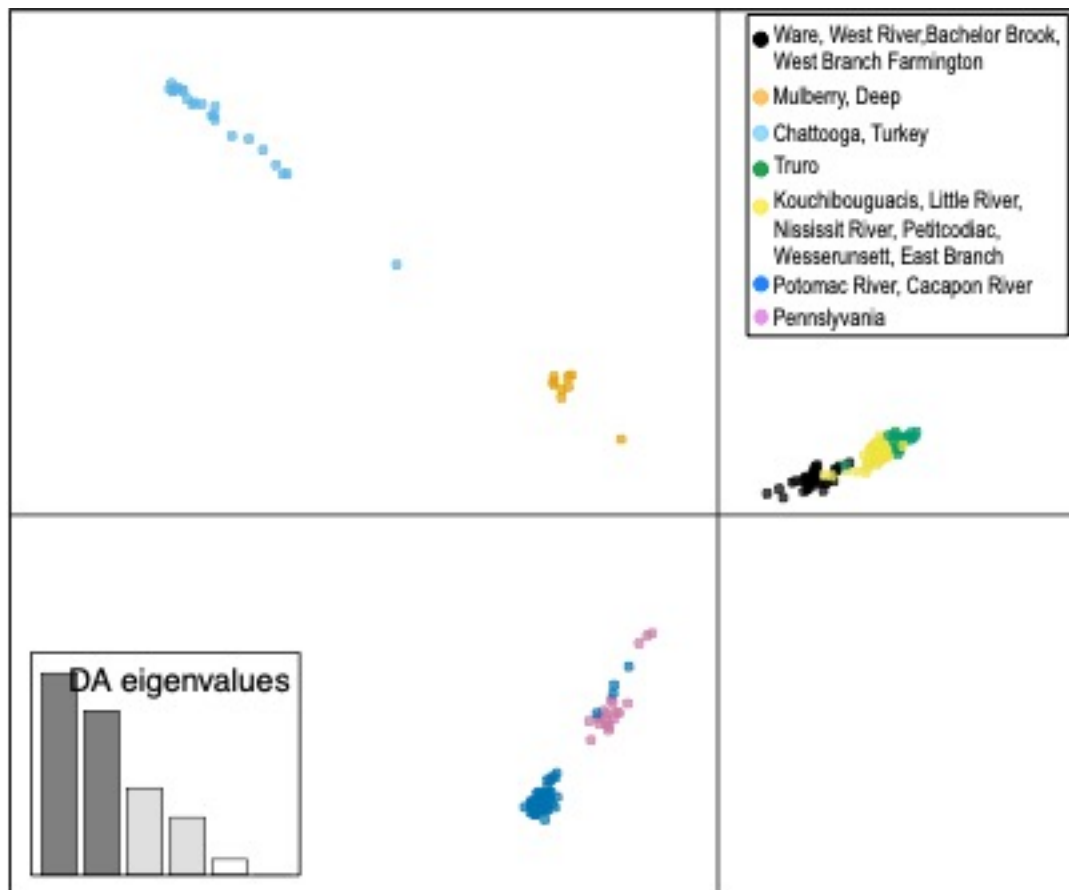 Ware, West River,Bachelor Brook,
West Branch Farmington
Mulberry, Deep
Chattooga, Turkey
Truro
Kouchibouguacis, Little River,
Nississit River, Petitcodiac,
Wesserunsett, East Branch
Potomac River, Cacapon River
Pennslyvania
DA eigenvalues